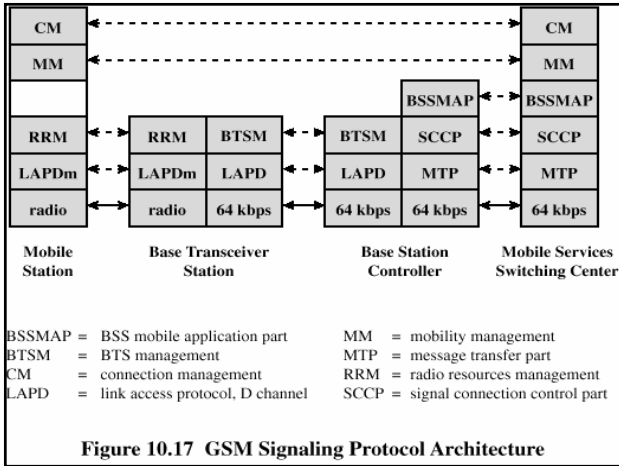 CM CM
MM MM
BSSMAP BSSMAP
RRM RRM BTSM BTSM SCCP SCCP
LAPDm LAPDm LAPD LAPD MTP MTP
radio radio 64 kbps 64 kbps 64 kbps 64 kbps
Mobile Base Transceiver Base Station Mobile Services
Station Station Controller Switching Center
BSSMAP = BSS mobile application part MM = mobility management
BTSM = BTS management MTP = message transfer part
CM = connection management RRM = radio resources management
LAPD = link access protocol, D channel SCCP = signal connection control part
Figure 10.17 GSM Signaling Protocol Architecture